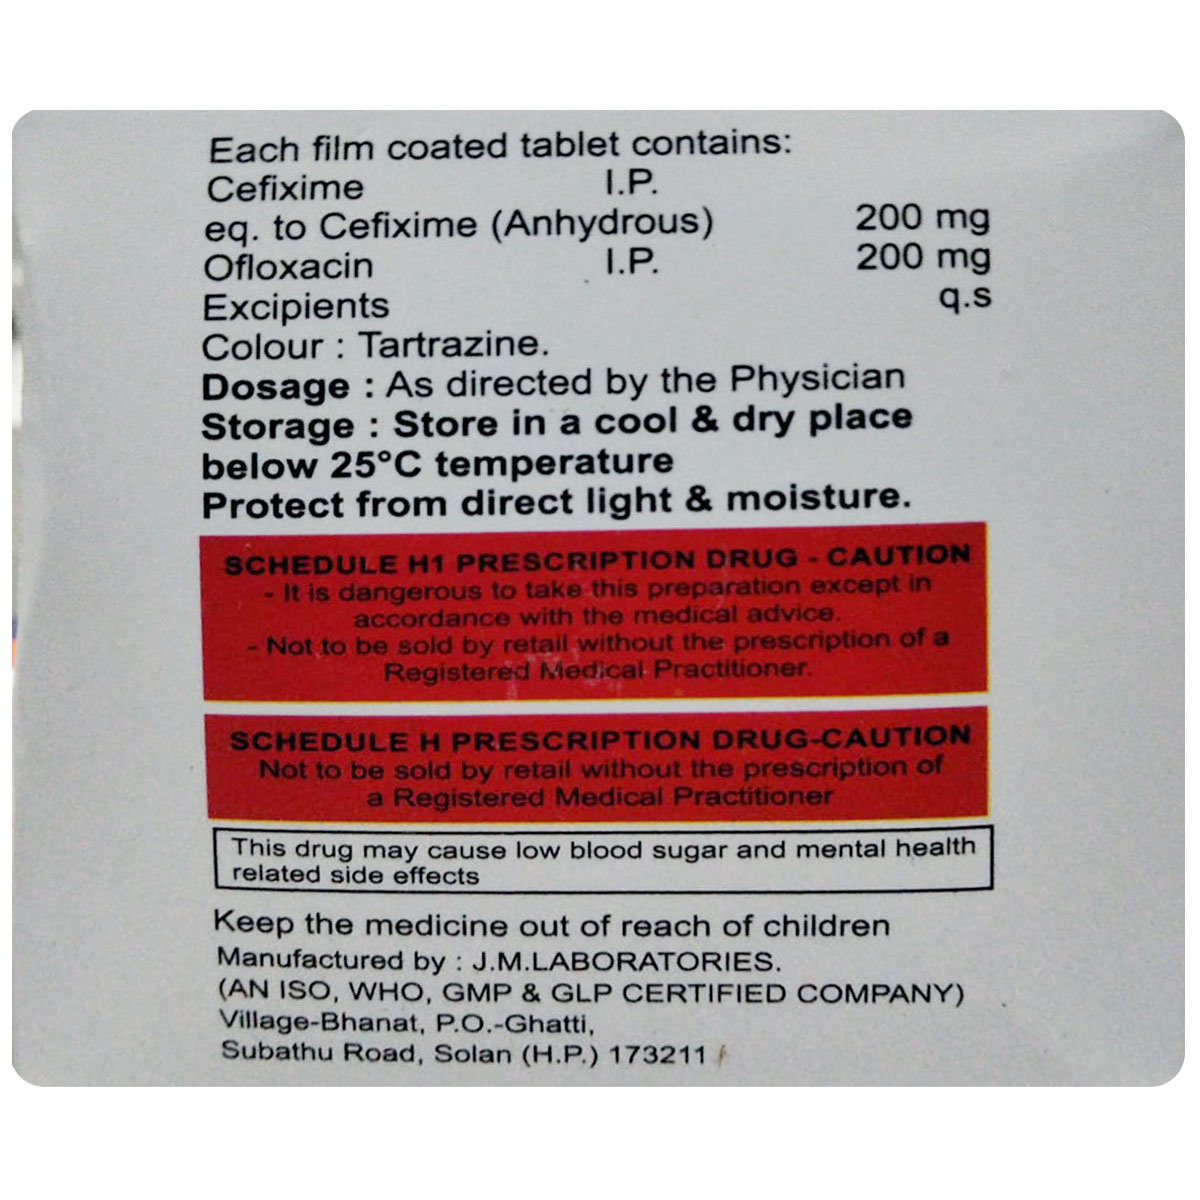 Each film coated tablet contains:
Cefixime I.P.
eq. to Cefixime (Anhydrous) 200 mg
Ofloxacin I.P. 200 mg
Excipients q.s
Colour : Tartrazine.
Dosage : As directed by the Physician
Storage : Store in a cool & dry place
below 25°C temperature
Protect from direct light & moisture.
SCHEDULE H1 PRESCRIPTION DRUG - CAUTION
- It is dangerous to take this preparation except in
accordance with the medical advice.
- Not to be sold by retail without the prescription of a
Registered Medical Practitioner.
SCHEDULE H PRESCRIPTION DRUG-CAUTION
Not to be sold by retail without the prescription of
a Registered Medical Practitioner
This drug may cause low blood sugar and mental health
related side effects
Keep the medicine out of reach of children
Manufactured by : J.M.LABORATORIES.
(AN ISO, WHO, GMP & GLP CERTIFIED COMPANY)
Village-Bhanat, P.O.-Ghatti,
Subathu Road, Solan (H.P.) 173211